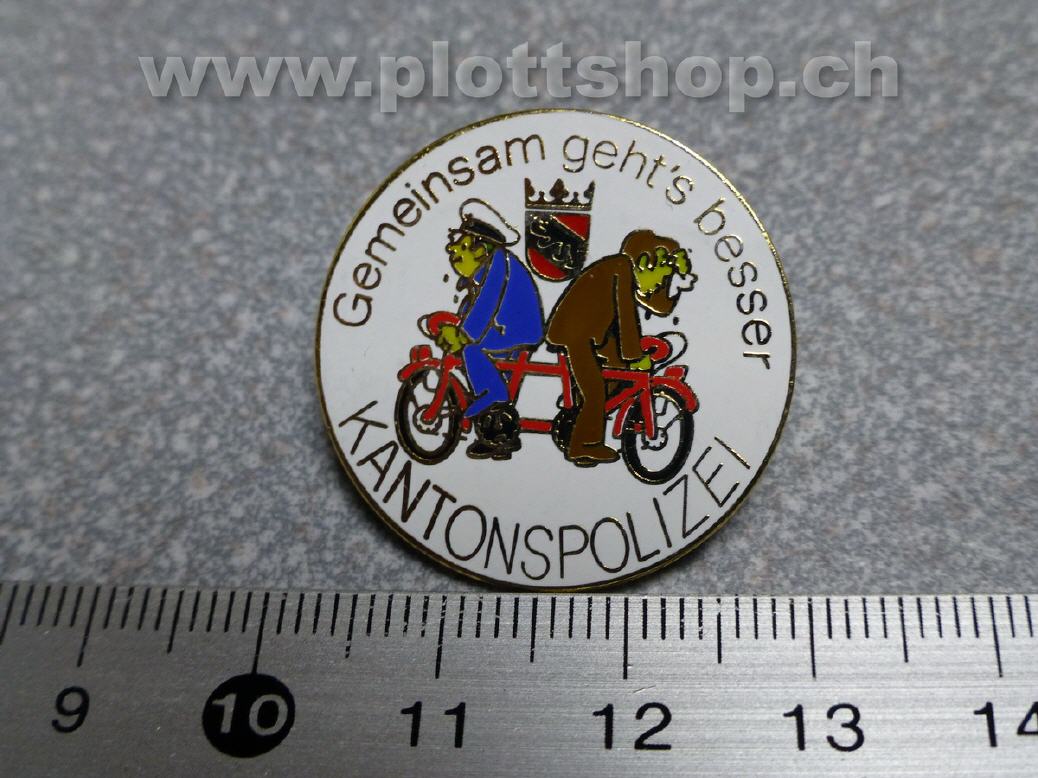 www.plottshop.ch
Gemeinsam geht's besser
KANTONSPOLIZEI
9 10 11 12 13 14